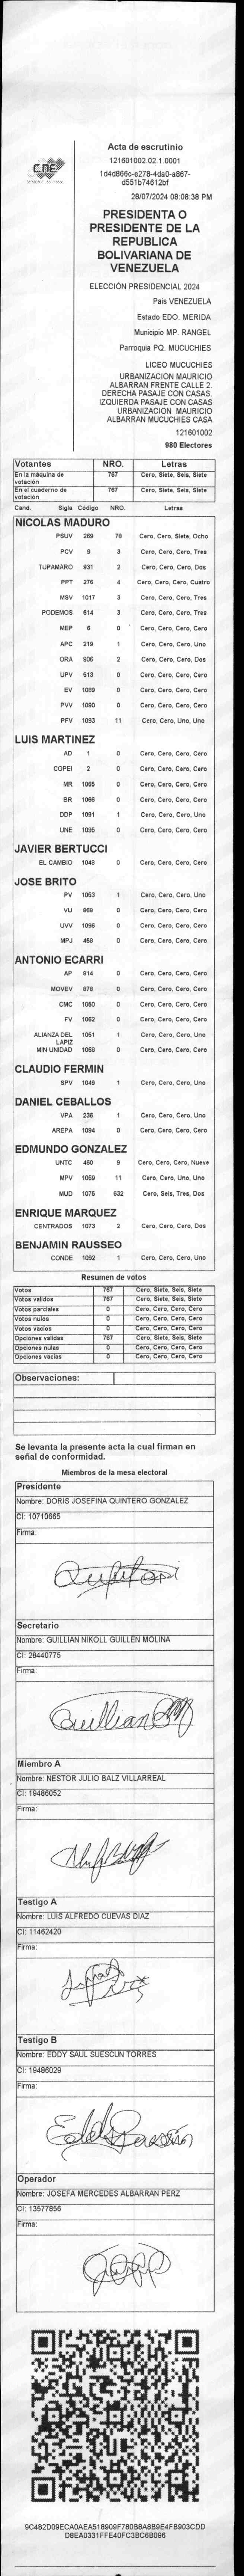 CNE
Acta de escrutinio
121601002.02.1.0001
1d4d866c-e278-4da0-a867-
d551b74612bf
28/07/2024 08:08:38 PM
PRESIDENTA O
PRESIDENTE DE LA
REPUBLICA
BOLIVARIANA DE
VENEZUELA
ELECCIÓN PRESIDENCIAL 2024
Pais VENEZUELA
Estado EDO. MERIDA
Municipio MP. RANGEL
Parroquia PQ. MUCUCHIES
LICEO MUCUCHIES
URBANIZACION MAURICIO
ALBARRAN FRENTE CALLE 2.
DERECHA PASAJE CON CASAS.
IZQUIERDA PASAJE CON CASAS
URBANIZACION MAURICIO
ALBARRAN MUCUCHIES CASA
121601002
980 Electores
Votantes NRO. Letras
En la máquina de votación 767 Cero, Siete, Seis, Siete
En el cuaderno de votación 767 Cero, Siete, Seis, Siete
Cand. Sigla Código NRO. Letras
NICOLAS MADURO
PSUV 269 78 Cero, Cero, Siete, Ocho
PCV 9 3 Cero, Cero, Cero, Tres
TUPAMARO 931 2 Cero, Cero, Cero, Dos
PPT 276 4 Cero, Cero, Cero, Cuatro
MSV 1017 3 Cero, Cero, Cero, Tres
PODEMOS 514 3 Cero, Cero, Cero, Tres
MEP 6 0 Cero, Cero, Cero, Cero
APC 219 1 Cero, Cero, Cero, Uno
ORA 906 2 Cero, Cero, Cero, Dos
UPV 513 0 Cero, Cero, Cero, Cero
EV 1089 0 Cero, Cero, Cero, Cero
PVV 1090 0 Cero, Cero, Cero, Cero
PFV 1093 11 Cero, Cero, Uno, Uno
LUIS MARTINEZ
AD 1 0 Cero, Cero, Cero, Cero
COPEI 2 0 Cero, Cero, Cero, Cero
MR 1065 0 Cero, Cero, Cero, Cero
BR 1066 0 Cero, Cero, Cero, Cero
DDP 1091 1 Cero, Cero, Cero, Uno
UNE 1095 0 Cero, Cero, Cero, Cero
JAVIER BERTUCCI
EL CAMBIO 1048 0 Cero, Cero, Cero, Cero
JOSE BRITO
PV 1053 1 Cero, Cero, Cero, Uno
VU 868 0 Cero, Cero, Cero, Cero
UVV 1096 0 Cero, Cero, Cero, Cero
MPJ 458 0 Cero, Cero, Cero, Cero
ANTONIO ECARRI
AP 814 0 Cero, Cero, Cero, Cero
MOVEV 878 0 Cero, Cero, Cero, Cero
CMC 1050 0 Cero, Cero, Cero, Cero
FV 1062 0 Cero, Cero, Cero, Cero
ALIANZA DEL LAPIZ 1051 1 Cero, Cero, Cero, Uno
MIN UNIDAD 1068 0 Cero, Cero, Cero, Cero
CLAUDIO FERMIN
SPV 1049 1 Cero, Cero, Cero, Uno
DANIEL CEBALLOS
VPA 236 1 Cero, Cero, Cero, Uno
AREPA 1094 0 Cero, Cero, Cero, Cero
EDMUNDO GONZALEZ
UNTC 460 9 Cero, Cero, Cero, Nueve
MPV 1069 11 Cero, Cero, Uno, Uno
MUD 1075 632 Cero, Seis, Tres, Dos
ENRIQUE MARQUEZ
CENTRADOS 1073 2 Cero, Cero, Cero, Dos
BENJAMIN RAUSSEO
CONDE 1092 1 Cero, Cero, Cero, Uno
Resumen de votos
Votos 767 Cero, Siete, Seis, Siete
Votos validos 767 Cero, Siete, Seis, Siete
Votos parciales 0 Cero, Cero, Cero, Cero
Votos nulos 0 Cero, Cero, Cero, Cero
Votos vacios 0 Cero, Cero, Cero, Cero
Opciones validas 767 Cero, Siete, Seis, Siete
Opciones nulas 0 Cero, Cero, Cero, Cero
Opciones vacias 0 Cero, Cero, Cero, Cero
Observaciones:
Se levanta la presente acta la cual firman en
señal de conformidad.
Miembros de la mesa electoral
Presidente
Nombre: DORIS JOSEFINA QUINTERO GONZALEZ
CI: 10710665
Firma:
Secretario
Nombre: GUILLIAN NIKOLL GUILLEN MOLINA
CI: 28440775
Firma:
Guillian
Miembro A
Nombre: NESTOR JULIO BALZ VILLARREAL
CI: 19486052
Firma:
Testigo A
Nombre: LUIS ALFREDO CUEVAS DIAZ
CI: 11462420
Firma:
Testigo B
Nombre: EDDY SAUL SUESCUN TORRES
CI: 19486029
Firma:
Operador
Nombre: JOSEFA MERCEDES ALBARRAN PERZ
CI: 13577856
Firma:
9C482D09ECA0AEA518909F780B8A8B9E4FB903CDD
D8EA0331FFE40FC3BC6B096